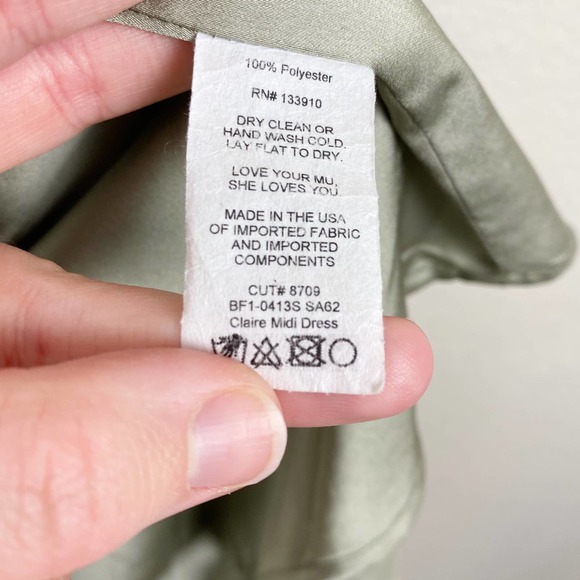 100% Polyester
RN# 133910
DRY CLEAN OR
HAND WASH COLD.
LAY FLAT TO DRY.
LOVE YOUR MU,
SHE LOVES YOU.
MADE IN THE USA
OF IMPORTED FABRIC
AND IMPORTED
COMPONENTS
CUT# 8709
BF1-0413S SA62
Claire Midi Dress